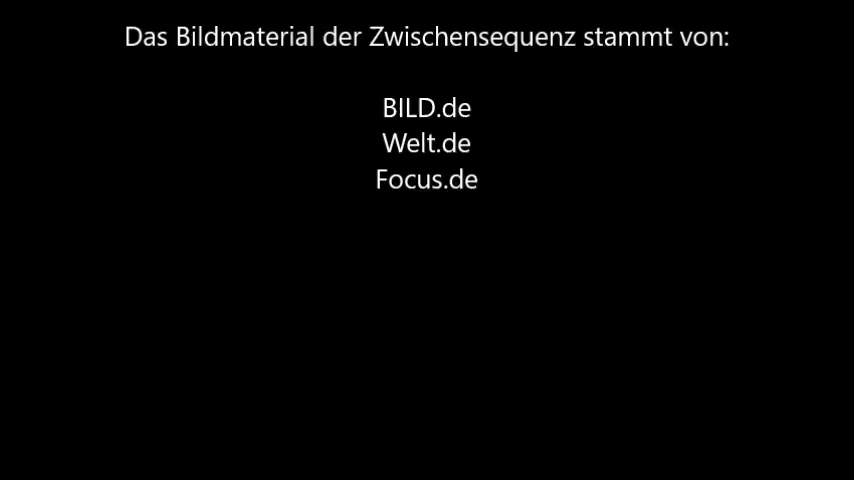 Das Bildmaterial der Zwischensequenz stammt von:
BILD.de
Welt.de
Focus.de